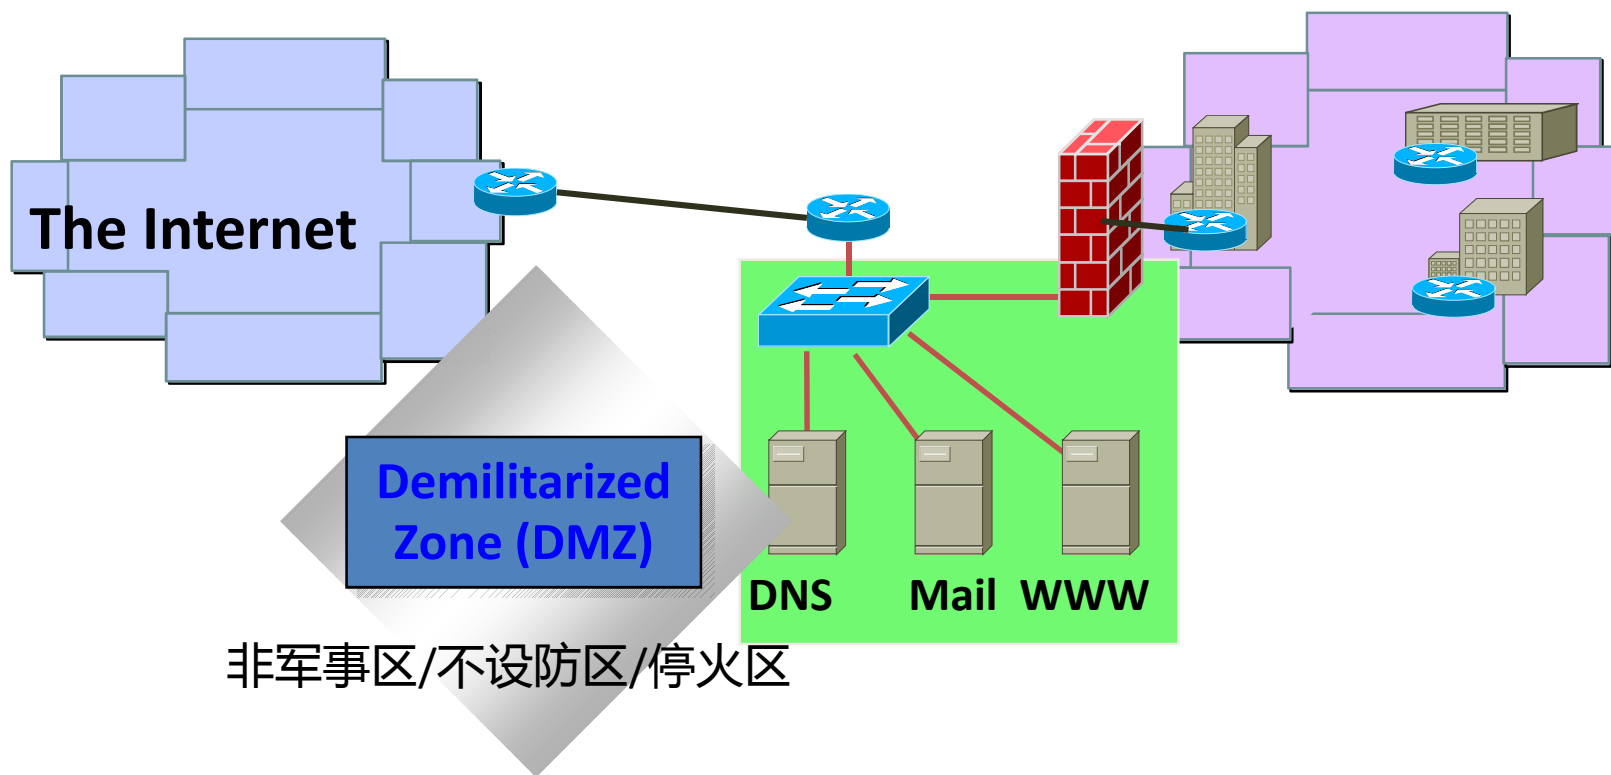 The Internet
Demilitarized
Zone (DMZ)
DNS
Mail
WWW
非军事区/不设防区/停火区